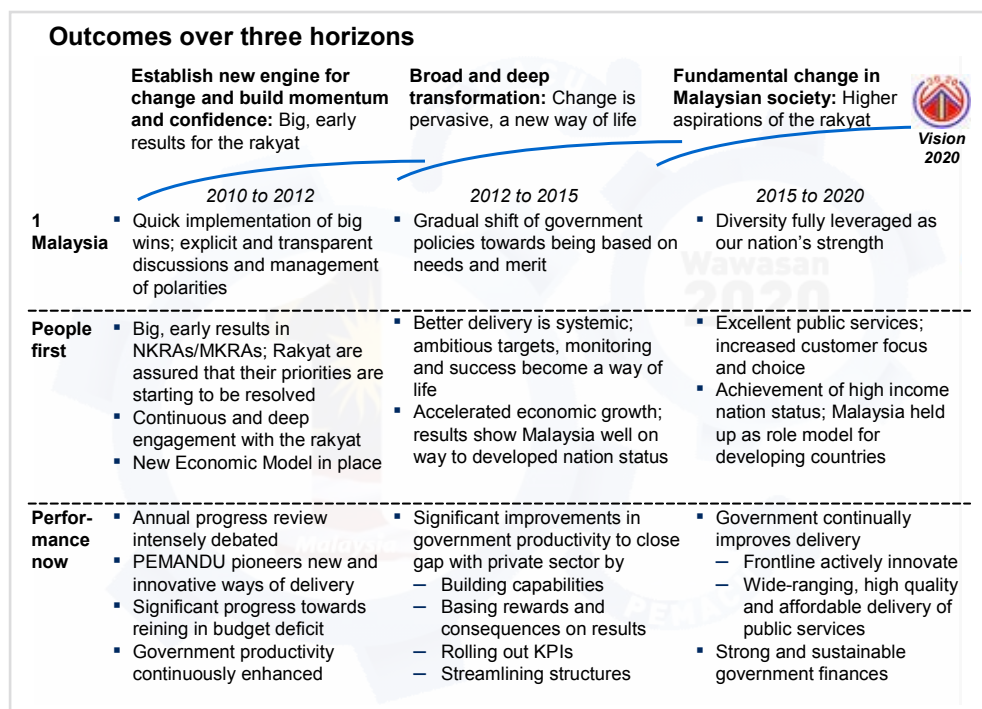 Outcomes over three horizons
Establish new engine for
change and build momentum
and confidence: Big, early
results for the rakyat
Broad and deep
transformation: Change is
pervasive, a new way of life
Fundamental change in
Malaysian society: Higher
aspirations of the rakyat
Vision
2020
2010 to 2012
2012 to 2015
2015 to 2020
1
Malaysia
▪ Quick implementation of big
wins; explicit and transparent
discussions and management
of polarities
▪ Gradual shift of government
policies towards being based on
needs and merit
▪ Diversity fully leveraged as
our nation's strength
Wawasan
2020
People
first
▪ Big, early results in
NKRAs/MKRAs; Rakyat are
assured that their priorities are
starting to be resolved
▪ Continuous and deep
engagement with the rakyat
▪ New Economic Model in place
▪ Better delivery is systemic;
ambitious targets, monitoring
and success become a way of
life
▪ Accelerated economic growth;
results show Malaysia well on
way to developed nation status
▪ Excellent public services;
increased customer focus
and choice
▪ Achievement of high income
nation status; Malaysia held
up as role model for
developing countries
Perfor-
mance
now
▪ Annual progress review
intensely debated
▪ PEMANDU pioneers new and
innovative ways of delivery
▪ Significant progress towards
reining in budget deficit
▪ Government productivity
continuously enhanced
▪ Significant improvements in
government productivity to close
gap with private sector by
– Building capabilities
– Basing rewards and
consequences on results
– Rolling out KPIs
– Streamlining structures
▪ Government continually
improves delivery
– Frontline actively innovate
– Wide-ranging, high quality
and affordable delivery of
public services
▪ Strong and sustainable
government finances
Malaysia